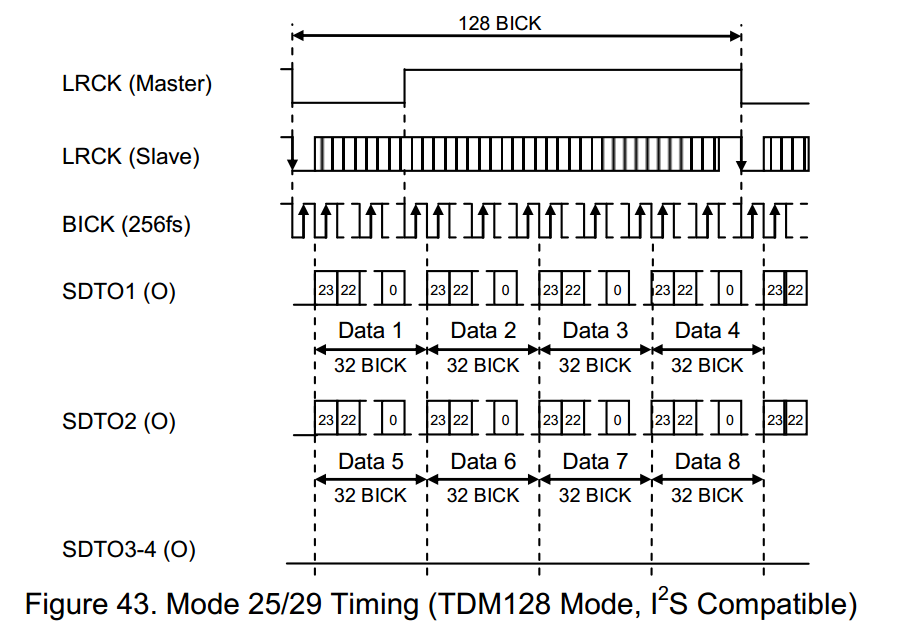 128 BICK
LRCK (Master)
LRCK (Slave)
BICK (256fs)
SDTO1 (O)
23 22 0 23 22 0 23 22 0 23 22 0 23 22
Data 1 Data 2 Data 3 Data 4
32 BICK 32 BICK 32 BICK 32 BICK
SDTO2 (O)
23 22 0 23 22 0 23 22 0 23 22 0 23 22
Data 5 Data 6 Data 7 Data 8
32 BICK 32 BICK 32 BICK 32 BICK
SDTO3-4 (O)
Figure 43. Mode 25/29 Timing (TDM128 Mode, I²S Compatible)